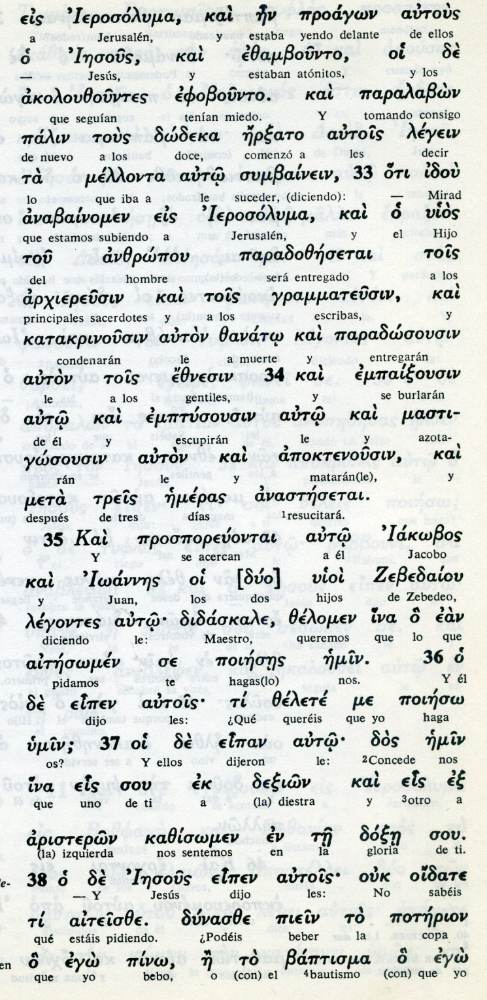 εἰς Ἱεροσόλυμα, καὶ ἦν προάγων αὐτοὺς
a Jerusalén, y estaba yendo delante de ellos
ὁ Ἰησοῦς, καὶ ἐθαμβοῦντο, οἱ δὲ
— Jesús, y estaban atónitos, y los
ἀκολουθοῦντες ἐφοβοῦντο. καὶ παραλαβὼν
que seguían tenían miedo. Y tomando consigo
πάλιν τοὺς δώδεκα ἤρξατο αὐτοῖς λέγειν
de nuevo a los doce, comenzó a les decir
τὰ μέλλοντα αὐτῷ συμβαίνειν, 33 ὅτι ἰδοὺ
lo que iba a le suceder, (diciendo): — Mirad
ἀναβαίνομεν εἰς Ἱεροσόλυμα, καὶ ὁ υἱὸς
que estamos subiendo a Jerusalén, y el Hijo
τοῦ ἀνθρώπου παραδοθήσεται τοῖς
del hombre será entregado a los
ἀρχιερεῦσιν καὶ τοῖς γραμματεῦσιν, καὶ
principales sacerdotes y a los escribas, y
κατακρινοῦσιν αὐτὸν θανάτῳ καὶ παραδώσουσιν
condenarán le a muerte y entregarán
αὐτὸν τοῖς ἔθνεσιν 34 καὶ ἐμπαίξουσιν
le a los gentiles, y se burlarán
αὐτῷ καὶ ἐμπτύσουσιν αὐτῷ καὶ μαστι-
de él y escupirán le y azota-
γώσουσιν αὐτὸν καὶ ἀποκτενοῦσιν, καὶ
rán le y matarán(le), y
μετὰ τρεῖς ἡμέρας ἀναστήσεται.
después de tres días ¹resucitará.
35 Καὶ προσπορεύονται αὐτῷ Ἰάκωβος
Y se acercan a él Jacobo
καὶ Ἰωάννης οἱ [δύο] υἱοὶ Ζεβεδαίου
y Juan, los dos hijos de Zebedeo,
λέγοντες αὐτῷ· διδάσκαλε, θέλομεν ἵνα ὃ ἐὰν
diciendo le: Maestro, queremos que lo que
αἰτήσωμέν σε ποιήσῃς ἡμῖν. 36 ὁ
pidamos te hagas(lo) nos. Y él
δὲ εἶπεν αὐτοῖς· τί θέλετέ με ποιήσω
dijo les: ¿Qué queréis que yo haga
ὑμῖν; 37 οἱ δὲ εἶπαν αὐτῷ· δὸς ἡμῖν
os? Y ellos dijeron le: ²Concede nos
ἵνα εἷς σου ἐκ δεξιῶν καὶ εἷς ἐξ
que uno de ti a (la) diestra y ³otro a
ἀριστερῶν καθίσωμεν ἐν τῇ δόξῃ σου.
(la) izquierda nos sentemos en la gloria de ti.
38 ὁ δὲ Ἰησοῦς εἶπεν αὐτοῖς· οὐκ οἴδατε
— Y Jesús dijo les: No sabéis
τί αἰτεῖσθε. δύνασθε πιεῖν τὸ ποτήριον
qué estáis pidiendo. ¿Podéis beber la copa
ὃ ἐγὼ πίνω, ἢ τὸ βάπτισμα ὃ ἐγὼ
que yo bebo, o (con) el ⁴bautismo (con) que yo